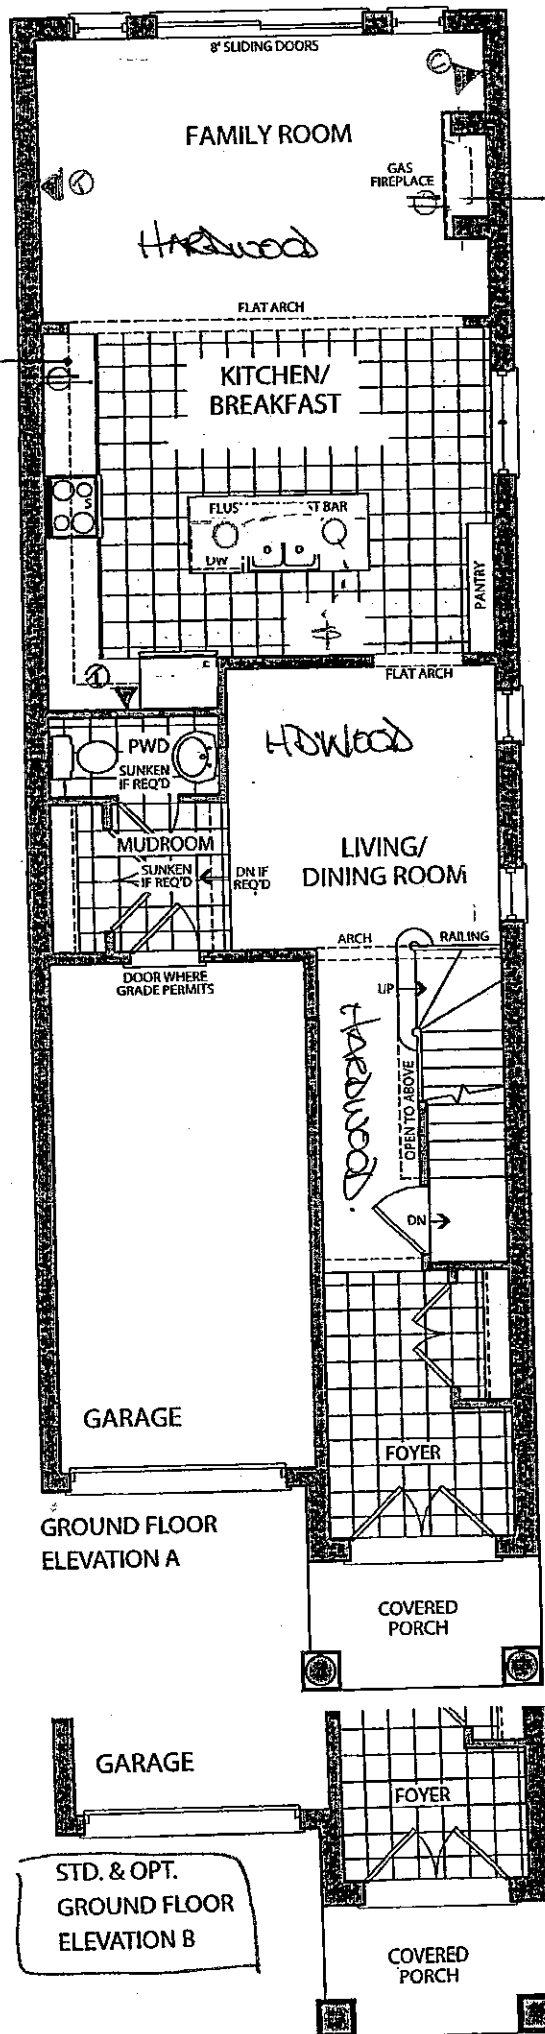 8' SLIDING DOORS
FAMILY ROOM
GAS
FIREPLACE
HARDWOOD
FLAT ARCH
KITCHEN/
BREAKFAST
S
BAR
DW
PANTRY
FLAT ARCH
PWD
SUNKEN
IF REQ'D
HDWOOD
MUDROOM
SUNKEN
IF REQ'D
DN IF
REQ'D
LIVING/
DINING ROOM
ARCH
RAILING
DOOR WHERE
GRADE PERMITS
UP
HARDWOOD.
OPEN TO ABOVE
DN
GARAGE
FOYER
GROUND FLOOR
ELEVATION A
COVERED
PORCH
GARAGE
FOYER
STD. & OPT.
GROUND FLOOR
ELEVATION B
COVERED
PORCH